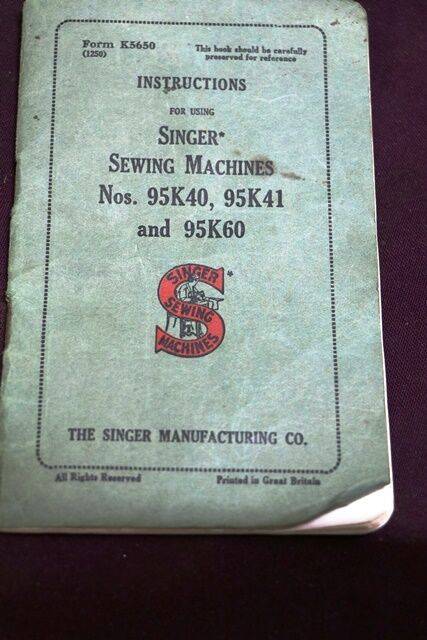 Form K5650
(1250)
This book should be carefully
preserved for reference
INSTRUCTIONS
FOR USING
SINGER*
SEWING MACHINES
Nos. 95K40, 95K41
and 95K60
SINGER *
SEWING
MACHINES
THE SINGER MANUFACTURING CO.
All Rights Reserved
Printed in Great Britain